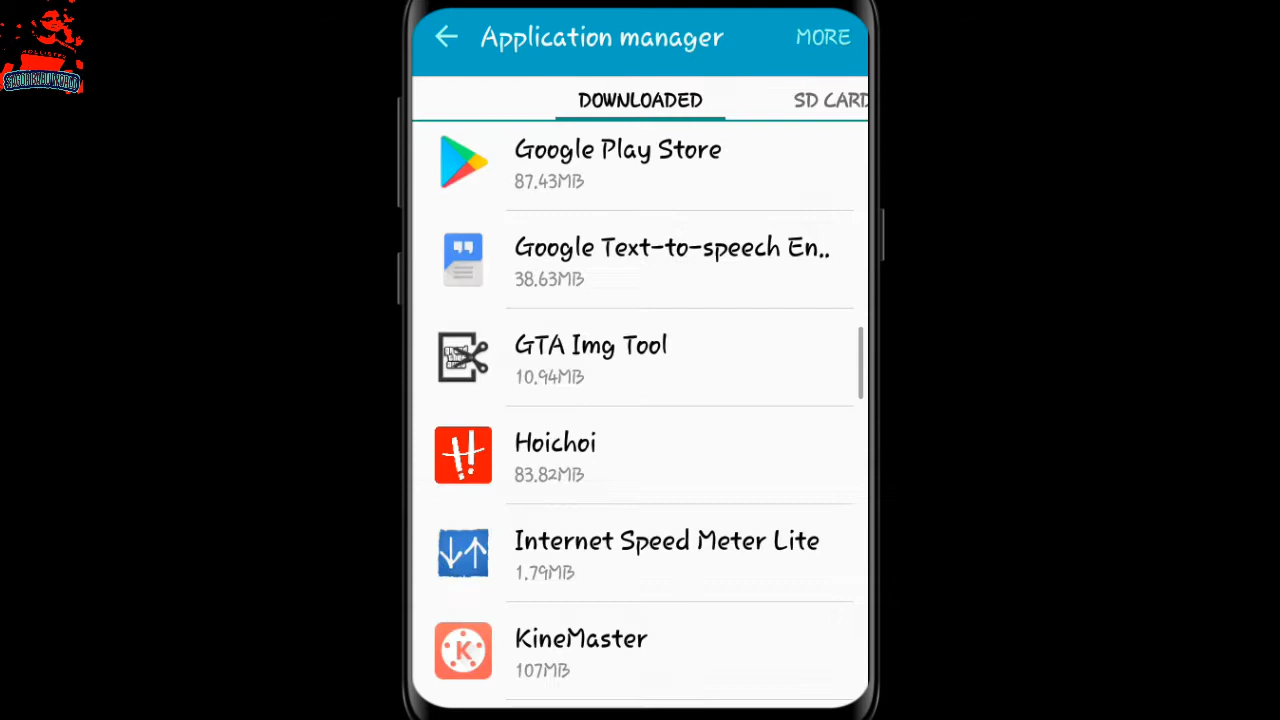 HOLLISTER
Application manager
MORE
DOWNLOADED
SD CARD
Google Play Store
87.43MB
Google Text-to-speech En..
38.63MB
GTA Img Tool
10.94MB
Hoichoi
83.82MB
Internet Speed Meter Lite
1.79MB
K
KineMaster
107MB